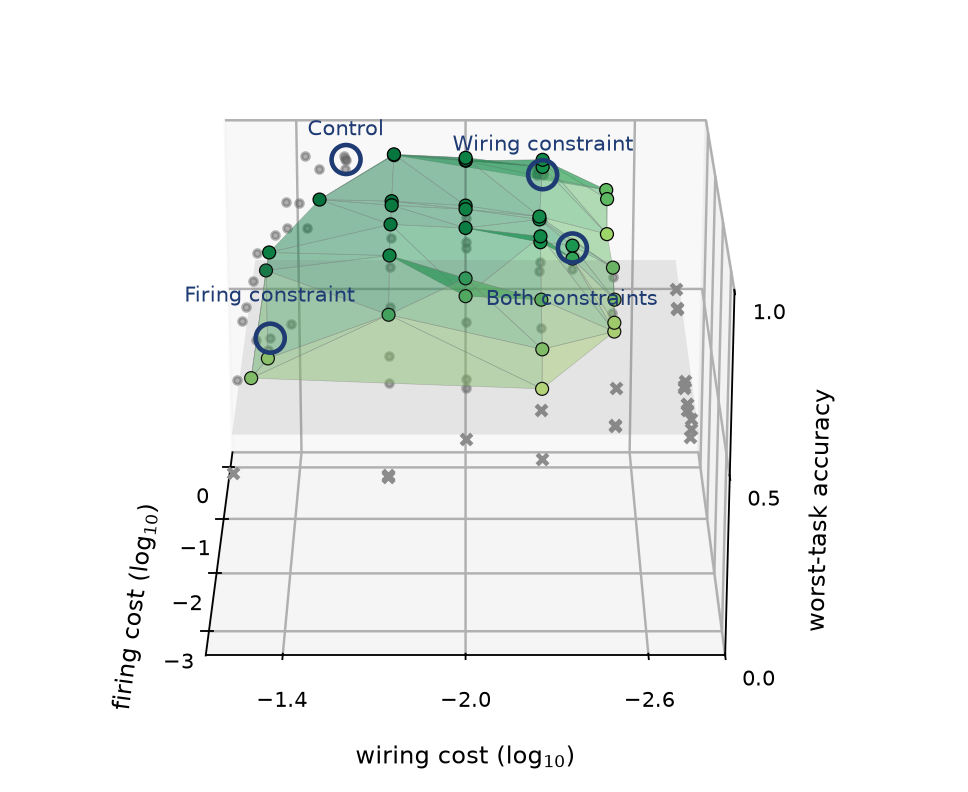 Control
Wiring constraint
Firing constraint
Both constraints
1.0
0.5
0.0
worst-task accuracy
0
−1
−2
−3
firing cost (log₁₀)
−1.4
−2.0
−2.6
wiring cost (log₁₀)